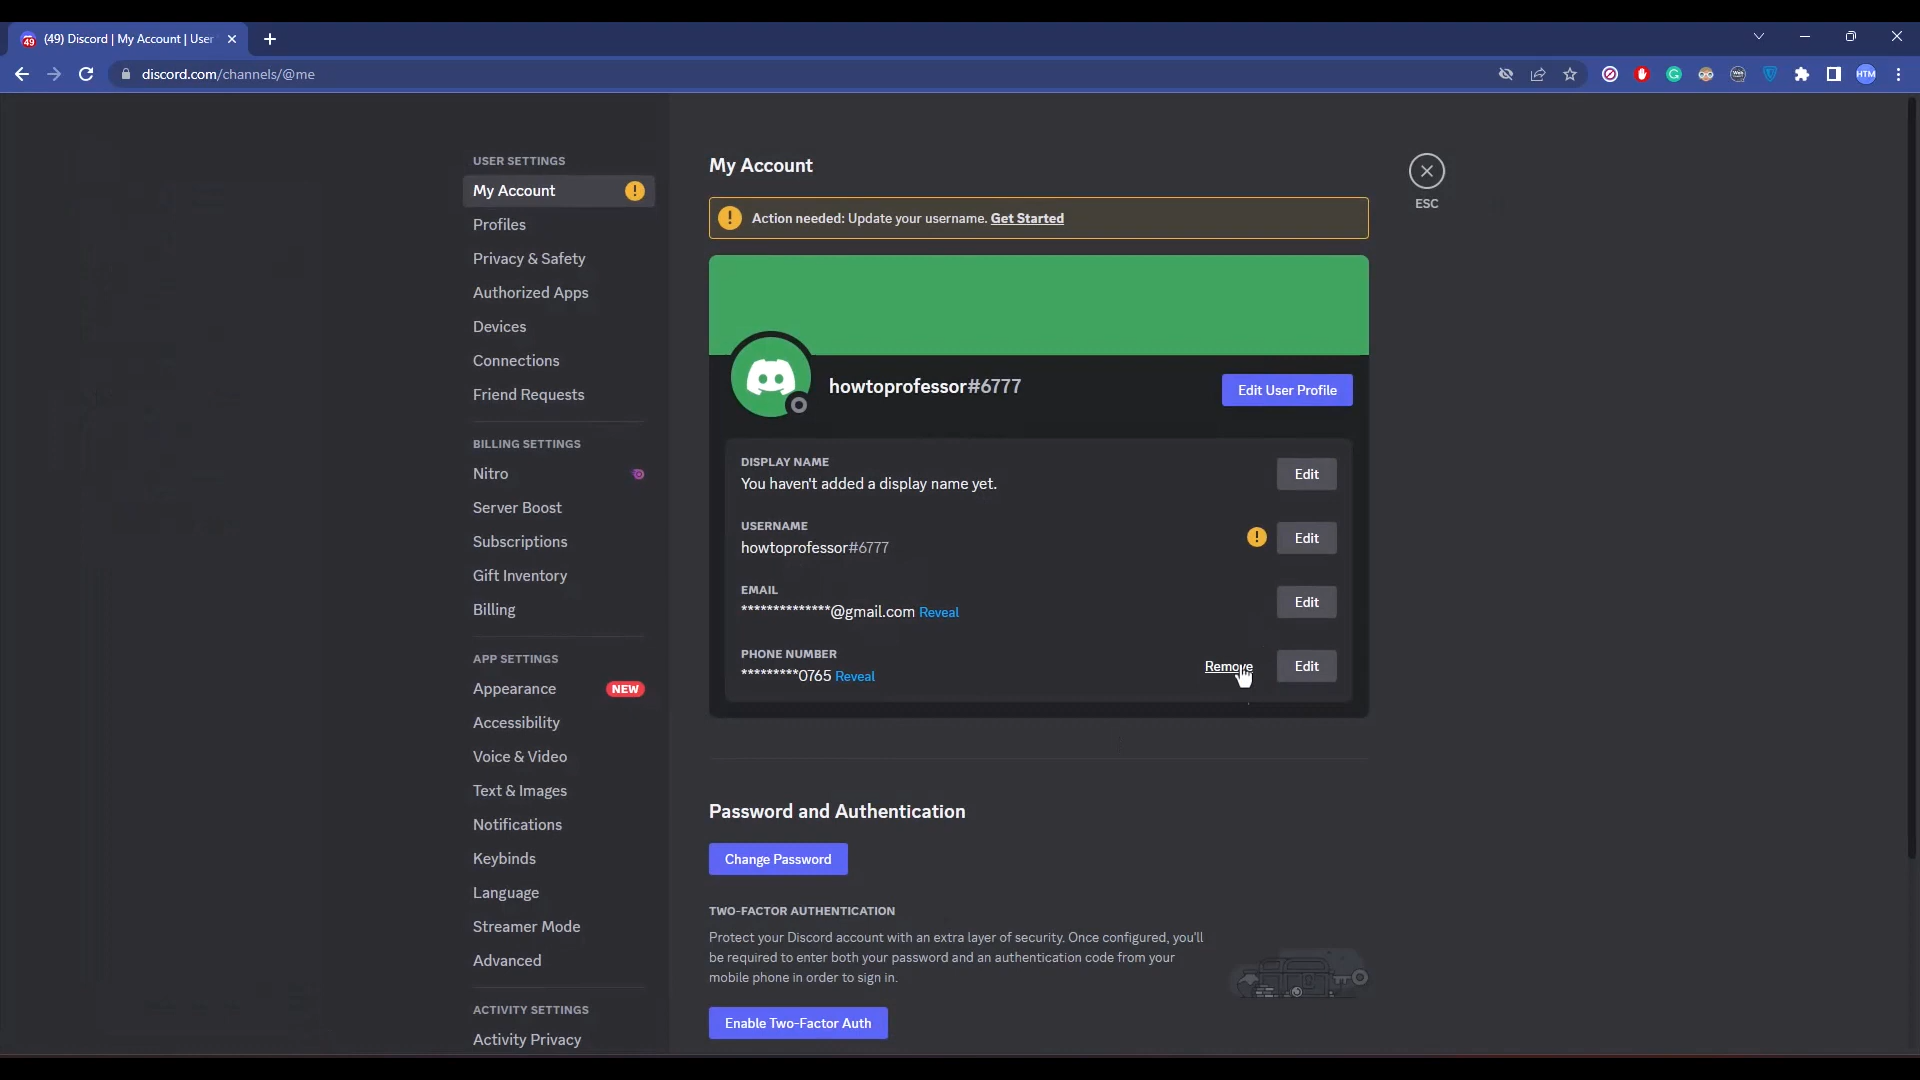 (49) Discord | My Account | User
discord.com/channels/@me
HTM
USER SETTINGS
My Account
Profiles
Privacy & Safety
Authorized Apps
Devices
Connections
Friend Requests
BILLING SETTINGS
Nitro
Server Boost
Subscriptions
Gift Inventory
Billing
APP SETTINGS
Appearance NEW
Accessibility
Voice & Video
Text & Images
Notifications
Keybinds
Language
Streamer Mode
Advanced
ACTIVITY SETTINGS
Activity Privacy
My Account
Action needed: Update your username. Get Started
ESC
howtoprofessor#6777
Edit User Profile
DISPLAY NAME
You haven't added a display name yet.
Edit
USERNAME
howtoprofessor#6777
Edit
EMAIL
**************@gmail.com Reveal
Edit
PHONE NUMBER
*********0765 Reveal
Remove
Edit
Password and Authentication
Change Password
TWO-FACTOR AUTHENTICATION
Protect your Discord account with an extra layer of security. Once configured, you'll
be required to enter both your password and an authentication code from your
mobile phone in order to sign in.
Enable Two-Factor Auth